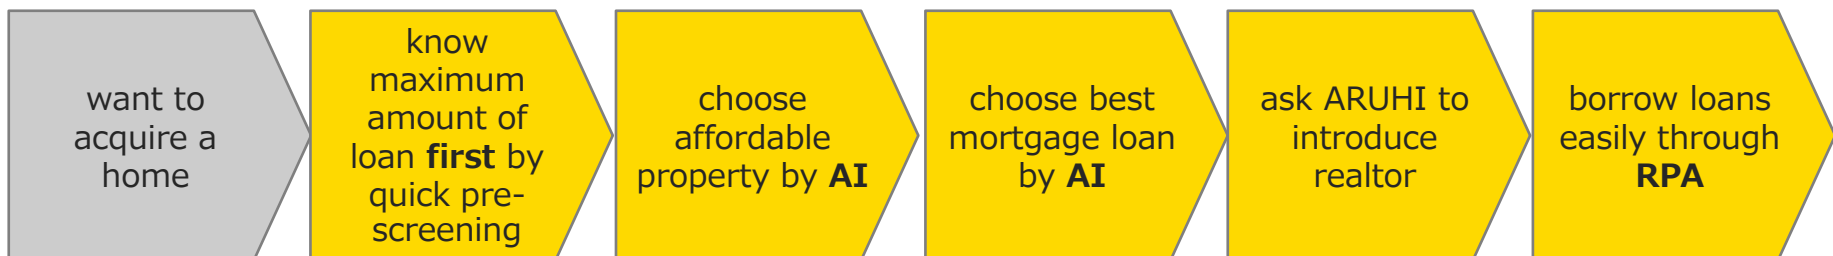 want to
acquire a
home
know
maximum
amount of
loan first by
quick pre-
screening
choose
affordable
property by AI
choose best
mortgage loan
by AI
ask ARUHI to
introduce
realtor
borrow loans
easily through
RPA